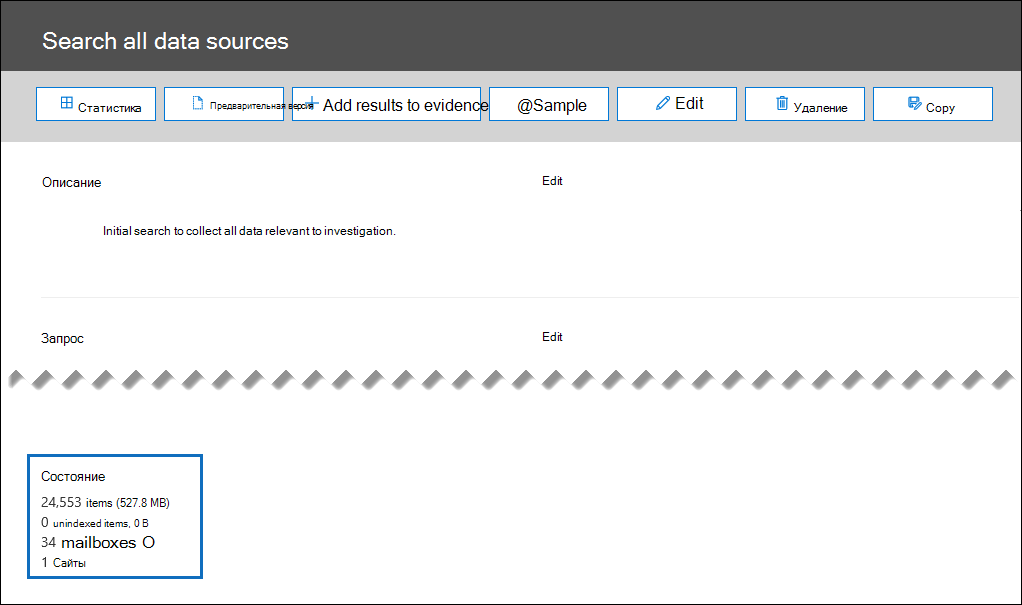 Search all data sources
Статистика
Предварительная версия
Add results to evidence
@Sample
Edit
Удаление
Copy
Описание
Edit
Initial search to collect all data relevant to investigation.
Запрос
Edit
Состояние
24,553 items (527.8 MB)
0 unindexed items, 0 B
34 mailboxes O
1 Сайты